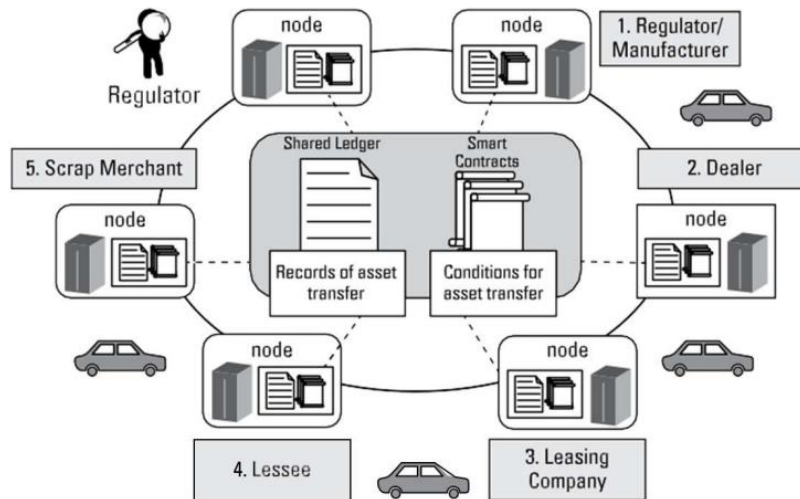 node
node
1. Regulator/
Manufacturer
Regulator
Shared Ledger
Smart
Contracts
5. Scrap Merchant
2. Dealer
node
node
Records of asset
transfer
Conditions for
asset transfer
node
node
4. Lessee
3. Leasing
Company